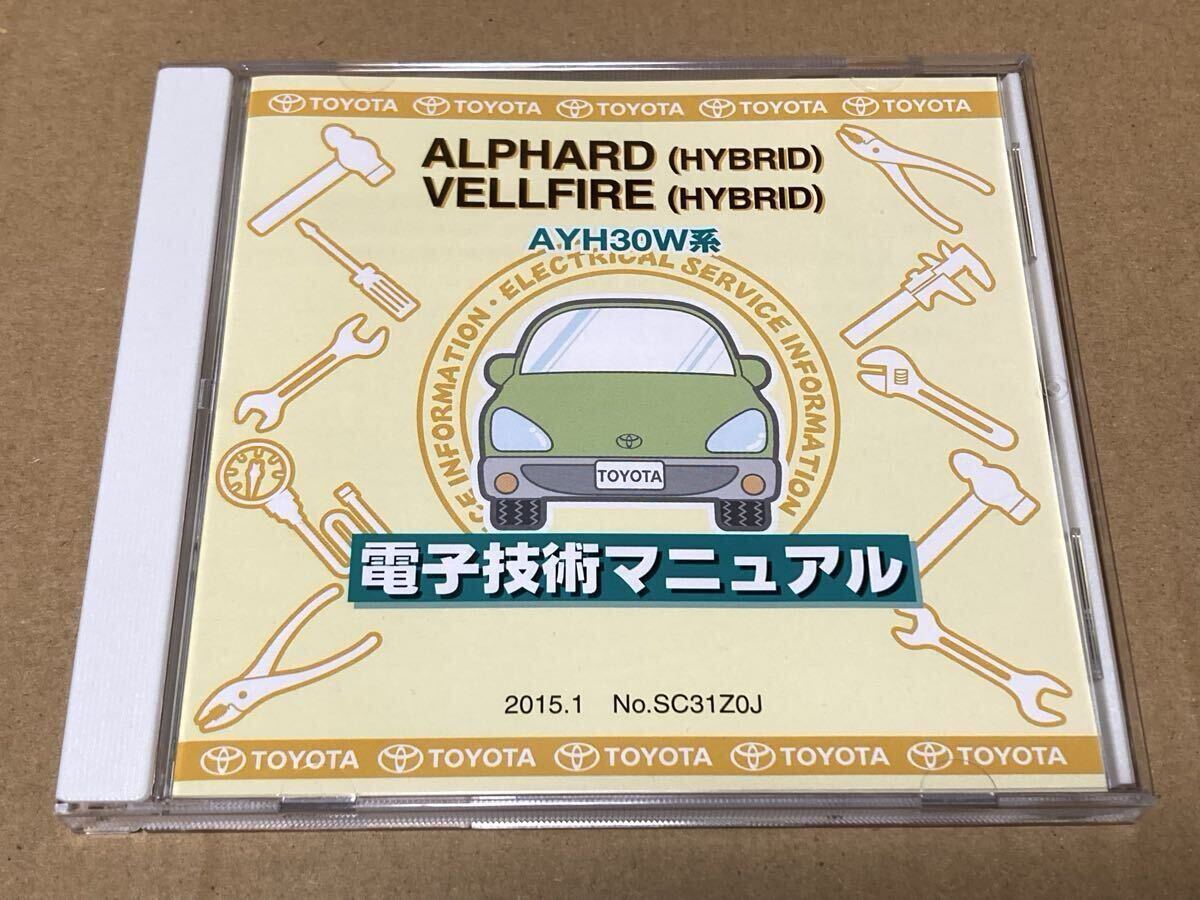 TOYOTA TOYOTA TOYOTA TOYOTA TOYOTA
ALPHARD (HYBRID)
VELLFIRE (HYBRID)
AYH30W系
CE INFORMATION・ELECTRICAL SERVICE INFORMATION
TOYOTA
電子技術マニュアル
2015.1 No.SC31Z0J
TOYOTA TOYOTA TOYOTA TOYOTA TOYOTA